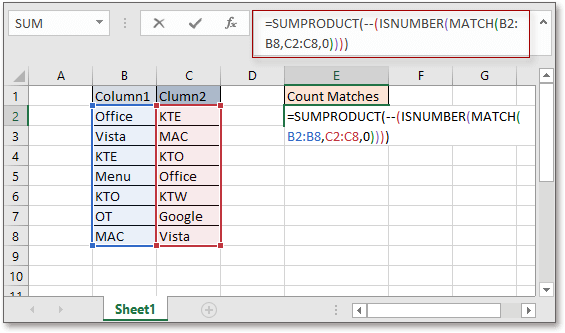 SUM fx =SUMPRODUCT(--(ISNUMBER(MATCH(B2:
B8,C2:C8,0))))
A B C D E F G
1 Column1 Clumn2 Count Matches
2 Office KTE =SUMPRODUCT(--(ISNUMBER(MATCH(
3 Vista MAC B2:B8,C2:C8,0))))
4 KTE KTO
5 Menu Office
6 KTO KTW
7 OT Google
8 MAC Vista
9
10
11
Sheet1